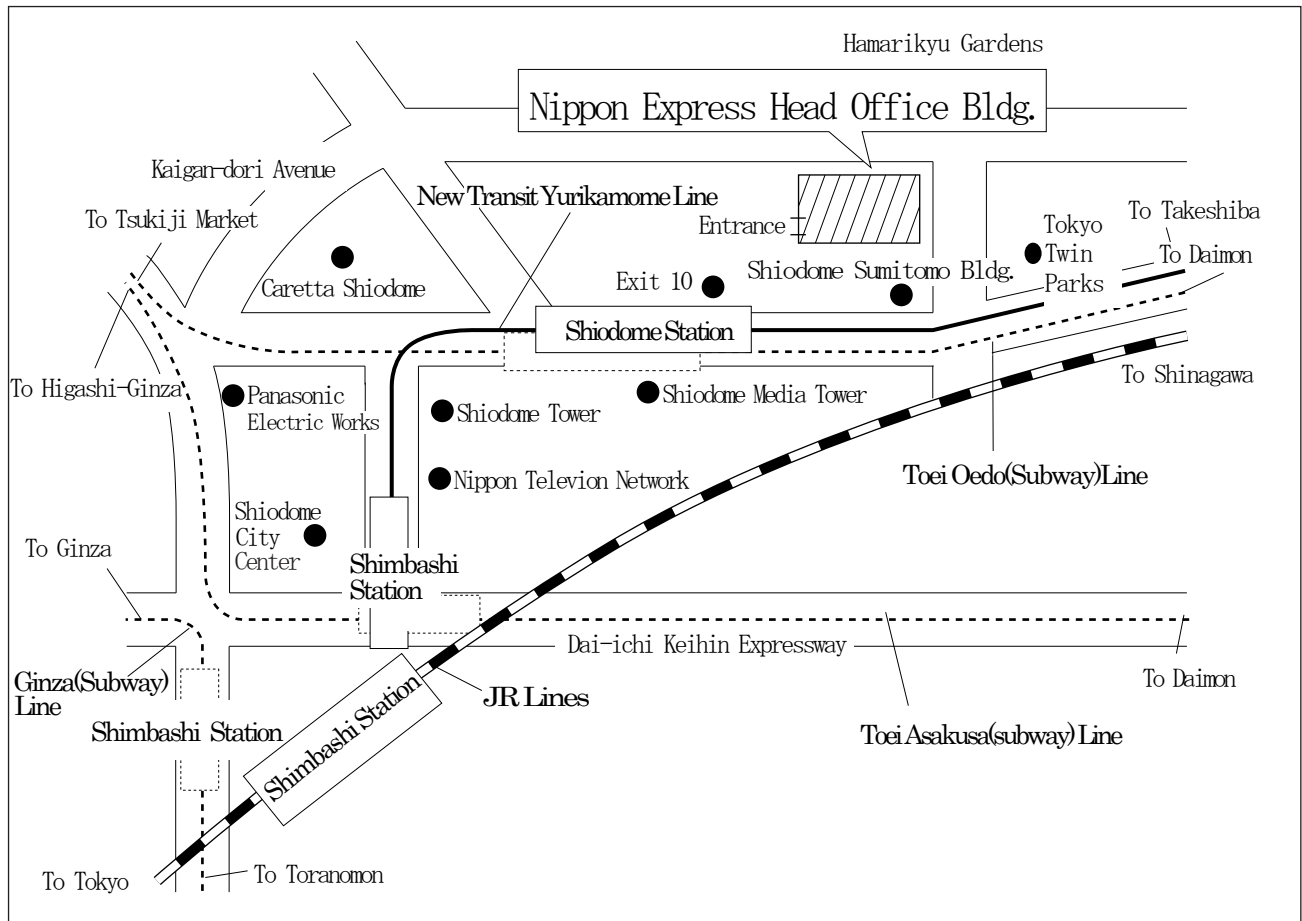 Hamarikyu Gardens
Nippon Express Head Office Bldg.
Kaigan-dori Avenue
New Transit Yurikamome Line
To Tsukiji Market
Entrance
Tokyo
Twin
Parks
To Takeshiba
To Daimon
Caretta Shiodome
Exit 10
Shiodome Sumitomo Bldg.
Shiodome Station
To Higashi-Ginza
Panasonic
Electric Works
Shiodome Tower
Shiodome Media Tower
To Shinagawa
Nippon Televion Network
Toei Oedo(Subway)Line
Shiodome
City
Center
To Ginza
Shimbashi
Station
Dai-ichi Keihin Expressway
Ginza(Subway)
Line
Shimbashi Station
Shimbashi Station
JR Lines
To Daimon
Toei Asakusa(subway) Line
To Tokyo
To Toranomon